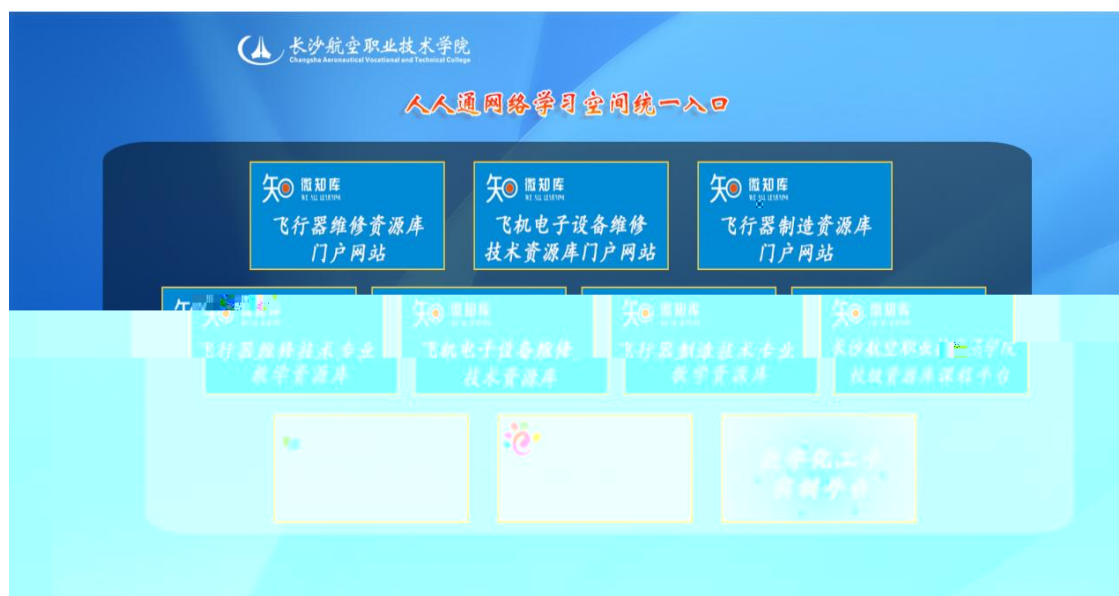 长沙航空职业技术学院
Changsha Aeronautical Vocational and Technical College
人人通网络学习空间统一入口
微知库
飞行器维修资源库
门户网站
微知库
飞机电子设备维修
技术资源库门户网站
微知库
飞行器制造资源库
门户网站
微知库
飞行器维修技术专业
教学资源库
微知库
飞机电子设备维修
技术资源库
微知库
飞行器制造技术专业
教学资源库
微知库
长沙航空职业
校级资源库课程平台